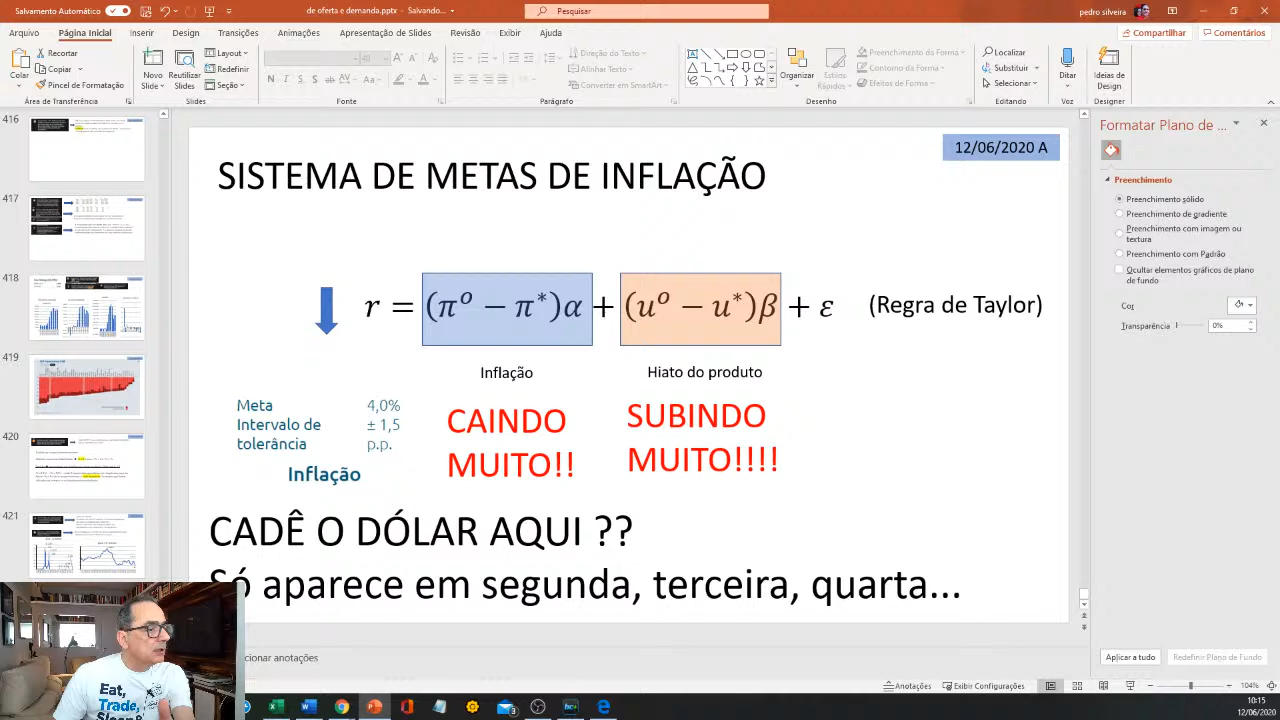 Salvamento Automático
de oferta e demanda.pptx - Salvando...
Pesquisar
pedro silveira
Arquivo
Página Inicial
Inserir
Desenhar
Design
Transições
Animações
Apresentação de Slides
Revisão
Exibir
Ajuda
Compartilhar
Comentários
Colar
Recortar
Copiar
Pincel de Formatação
Área de Transferência
Novo Slide
Reutilizar Slides
Layout
Redefinir
Seção
Slides
Fonte
Direção do Texto
Alinhar Texto
Converter em SmartArt
Parágrafo
Organizar
Estilos Rápidos
Preenchimento da Forma
Contorno da Forma
Efeitos de Forma
Desenho
Localizar
Substituir
Selecionar
Editando
Ditar
Voz
Ideias de Design
Designer
416
417
418
419
420
421
12/06/2020 A
SISTEMA DE METAS DE INFLAÇÃO
r = (π° − π*)α + (u° − u*)β + ε (Regra de Taylor)
Inflação
Hiato do produto
Meta 4,0%
Intervalo de ± 1,5
tolerância p.p.
Inflação
CAINDO
MUITO!!
SUBINDO
MUITO!!!!
CADÊ O DÓLAR AQUI ??
Só aparece em segunda, terceira, quarta...
Formatar Plano de ...
Preenchimento
Preenchimento sólido
Preenchimento de gradiente
Preenchimento com imagem ou
textura
Preenchimento com Padrão
Ocultar elementos gráficos de plano
de fundo
Cor
Transparência
0%
Aplicar a tudo
Redefinir Plano de Fundo
cionar anotações
Anotações
Exibir Configurações
104%
Eat,
Trade,
10:15
12/06/2020